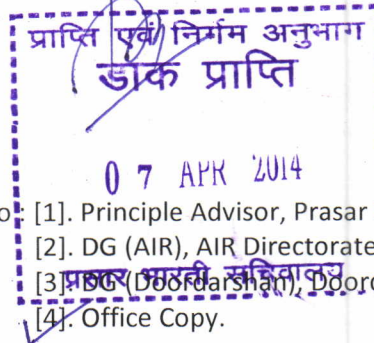 प्राप्ति एवं निर्गम अनुभाग
डाक प्राप्ति
07 APR 2014
: [1]. Principle Advisor, Prasar
[2]. DG (AIR), AIR Directorate
[3]. DG (Doordarshan), Doord
प्रसार भारती सचिवालय
[4]. Office Copy.